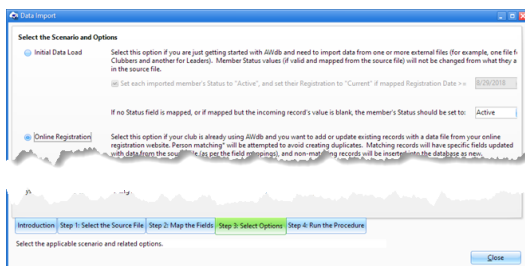 Data Import
Select the Scenario and Options
Initial Data Load
Select this option if you are just getting started with AWdb and need to import data from one or more external files (for example, one file f
Clubbers and another for Leaders). Member Status values (if valid and mapped from the source file) will not be changed from what they a
in the source file.
Set each imported member's Status to "Active", and set their Registration to "Current" if mapped Registration Date >= 8/29/2018
If no Status field is mapped, or if mapped but the incoming record's value is blank, the member's Status should be set to: Active
Online Registration
Select this option if your club is already using AWdb and you want to add or update existing records with a data file from your online
registration website. Person matching* will be attempted to avoid creating duplicates. Matching records will have specific fields updated
with data from the source file (as per the field mappings), and non-matching records will be inserted into the database as new.
Introduction Step 1: Select the Source File Step 2: Map the Fields Step 3: Select Options Step 4: Run the Procedure
Select the applicable scenario and related options.
Close